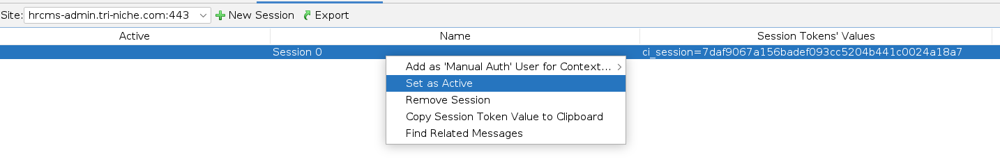 Site: hrcms-admin.tri-niche.com:443 New Session Export
Active Name Session Tokens' Values
Session 0 ci_session=7daf9067a156badef093cc5204b441c0024a18a7
Add as 'Manual Auth' User for Context...
Set as Active
Remove Session
Copy Session Token Value to Clipboard
Find Related Messages